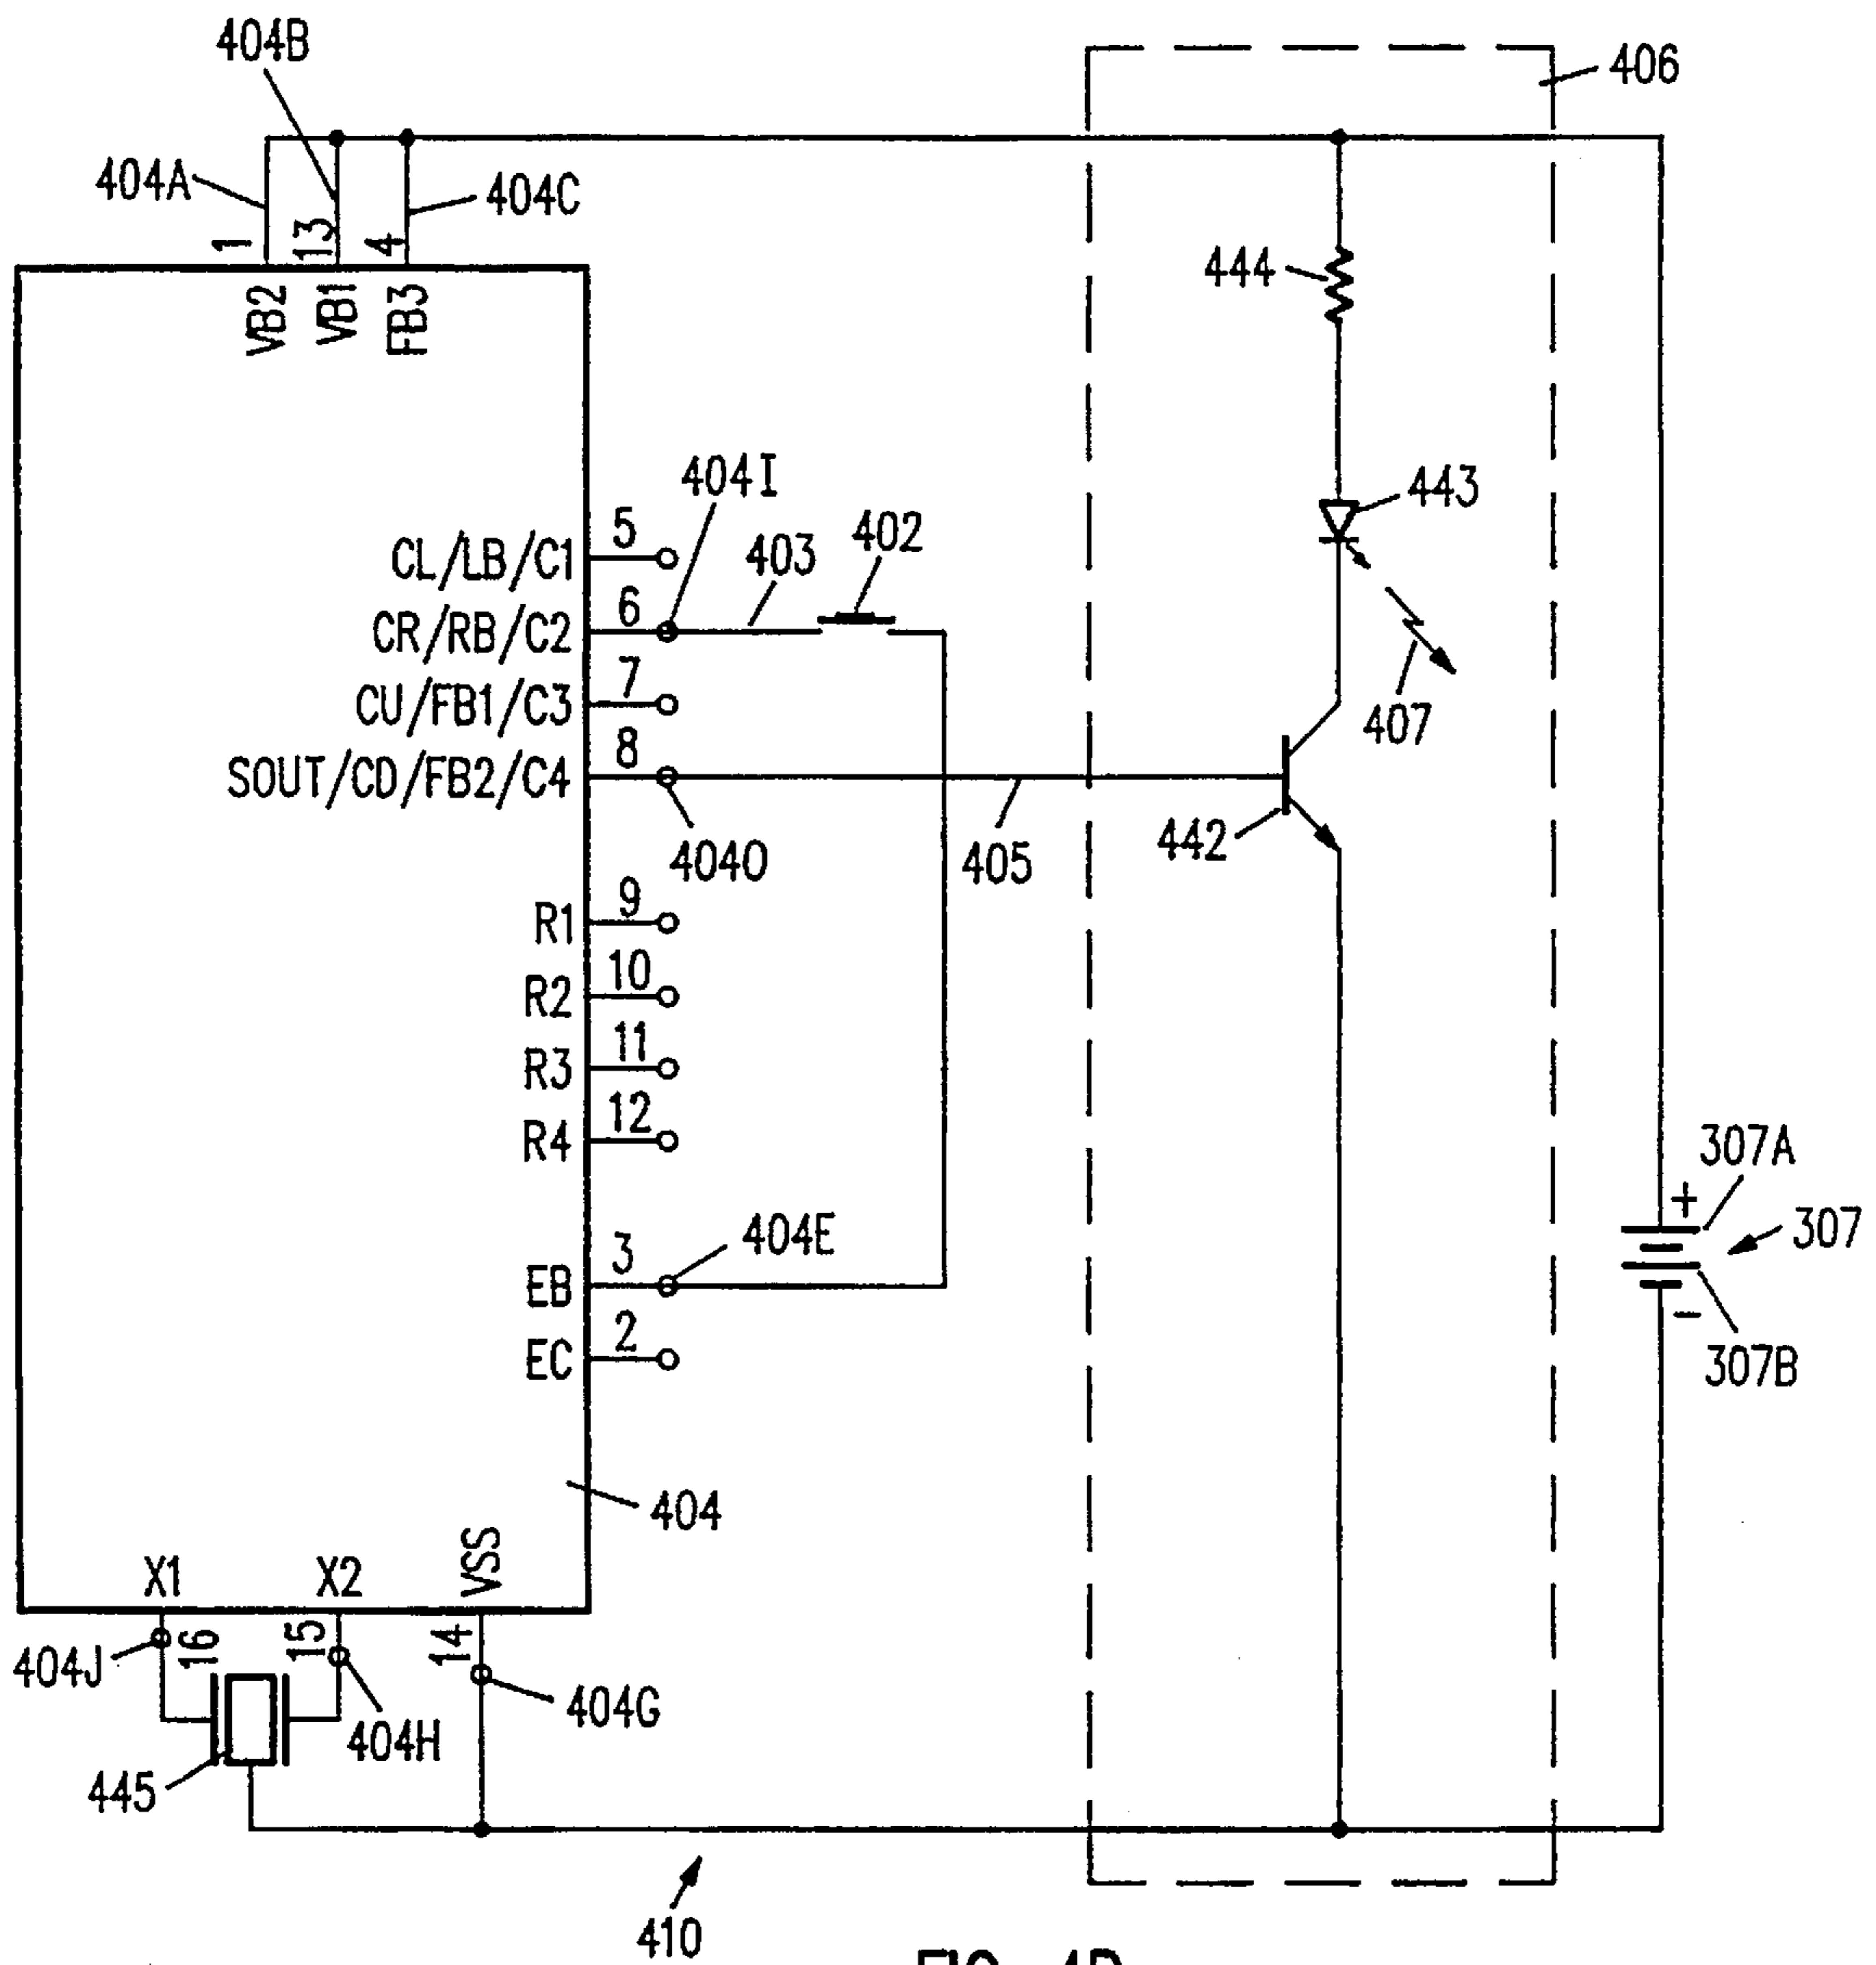 404B
406
404A
404C
1
13
4
VB2
VB1
FB3
444
443
404I
402
403
5
CL/LB/C1
6
CR/RB/C2
7
CU/FB1/C3
407
8
SOUT/CD/FB2/C4
442
404O
405
9
R1
10
R2
11
R3
12
R4
307A
+
307
404E
3
EB
2
EC
−
307B
404
X1
X2
VSS
404J
16
15
14
404G
404H
445
410